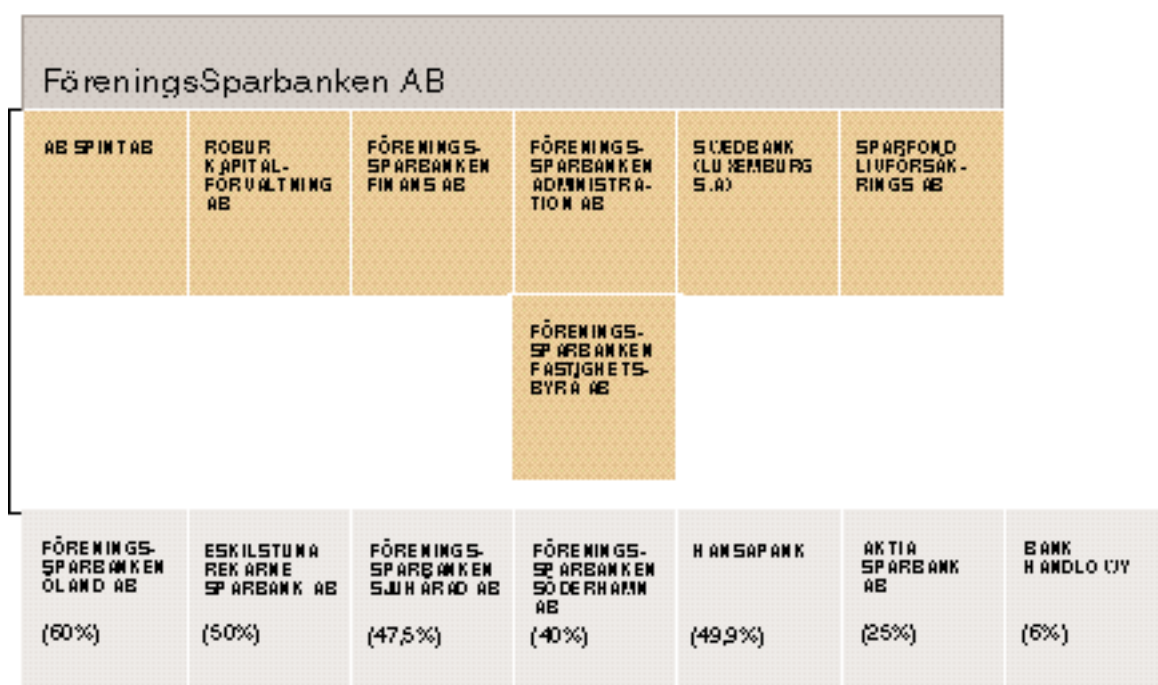 FöreningsSparbanken AB
AB SPINTAB
ROBUR
KAPITAL-
FÖRVALTNING
AB
FÖRENINGS-
SPARBANKEN
FINANS AB
FÖRENINGS-
SPARBANKEN
ADMINISTRA-
TION AB
SWEDBANK
(LUXEMBURG
S.A)
SPARFOND
LIVFÖRSÄK-
RINGS AB
FÖRENINGS-
SPARBANKEN
FASTIGHETS-
BYRÅ AB
FÖRENINGS-
SPARBANKEN
ÖLAND AB
(60%)
ESKILSTUNA
REKARNE
SPARBANK AB
(50%)
FÖRENINGS-
SPARBANKEN
SJUHÄRAD AB
(47,5%)
FÖRENINGS-
SPARBANKEN
SÖDERHAMN
AB
(40%)
HANSAPANK
(49,9%)
AKTIA
SPARBANK
AB
(25%)
BANK
HANDLOWY
(6%)